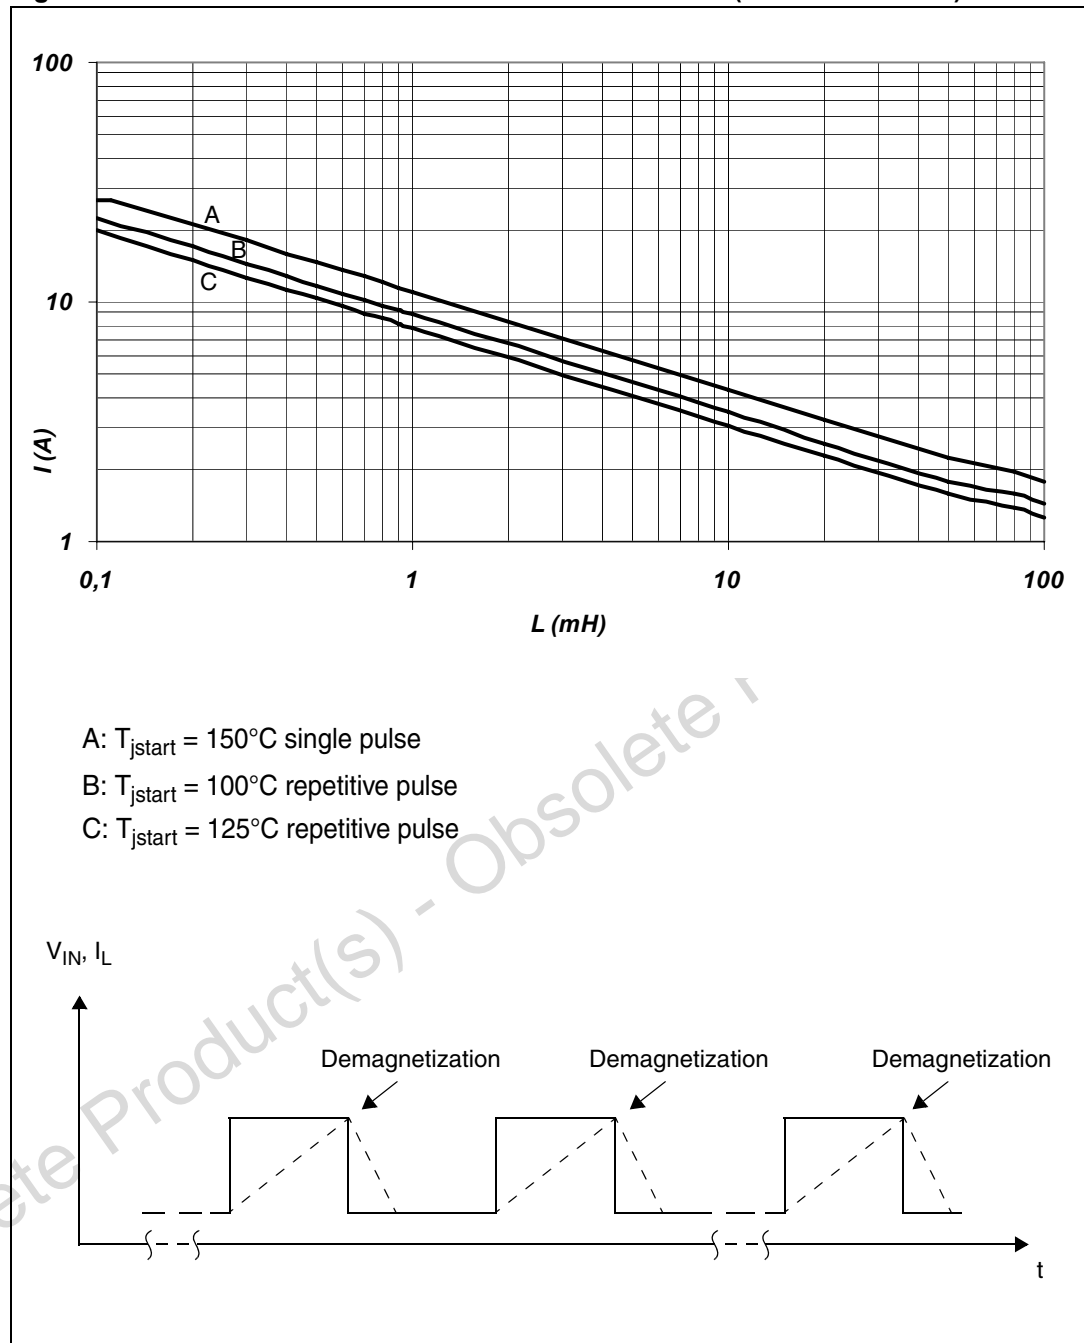 100
A
B
C
10
I (A)
1
0,1 1 10 100
L (mH)
A: Tjstart = 150°C single pulse
B: Tjstart = 100°C repetitive pulse
C: Tjstart = 125°C repetitive pulse
VIN, IL
Demagnetization Demagnetization Demagnetization
t
ete Product(s) - Obsolete